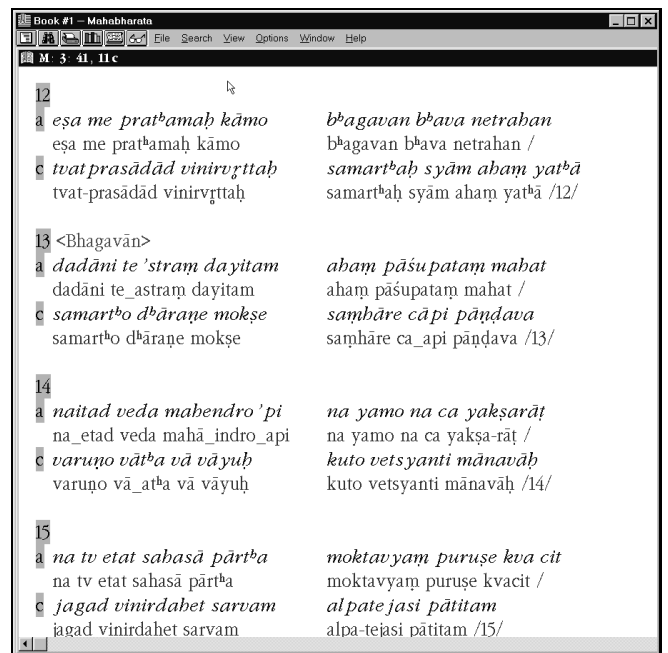 Book #1 – Mahabharata
File Search View Options Window Help
M: 3: 41, 11c
12
a eṣa me pratʰamaḥ kāmo bʰagavan bʰava netrahan
eṣa me pratʰamaḥ kāmo bʰagavan bʰava netrahan /
c tvatprasādād vinirvr̥ttaḥ samartʰaḥ syām ahaṃ yatʰā
tvat-prasādād vinirvr̥ttaḥ samartʰaḥ syām ahaṃ yatʰā /12/
13 <Bhagavān>
a dadāni te 'straṃ dayitam ahaṃ pāśupataṃ mahat
dadāni te_astraṃ dayitam ahaṃ pāśupataṃ mahat /
c samartʰo dʰāraṇe mokṣe saṃhāre cāpi pāṇḍava
samartʰo dʰāraṇe mokṣe saṃhāre ca_api pāṇḍava /13/
14
a naitad veda mahendro 'pi na yamo na ca yakṣarāṭ
na_etad veda mahā_indro_api na yamo na ca yakṣa-rāṭ /
c varuṇo vātʰa vā vāyuḥ kuto vetsyanti mānavāḥ
varuṇo vā_atʰa vā vāyuḥ kuto vetsyanti mānavāḥ /14/
15
a na tv etat sahasā pārtʰa moktavyaṃ puruṣe kva cit
na tv etat sahasā pārtʰa moktavyaṃ puruṣe kvacit /
c jagad vinirdahet sarvam alpatejasi pātitam
jagad vinirdahet sarvam alpa-tejasi pātitam /15/